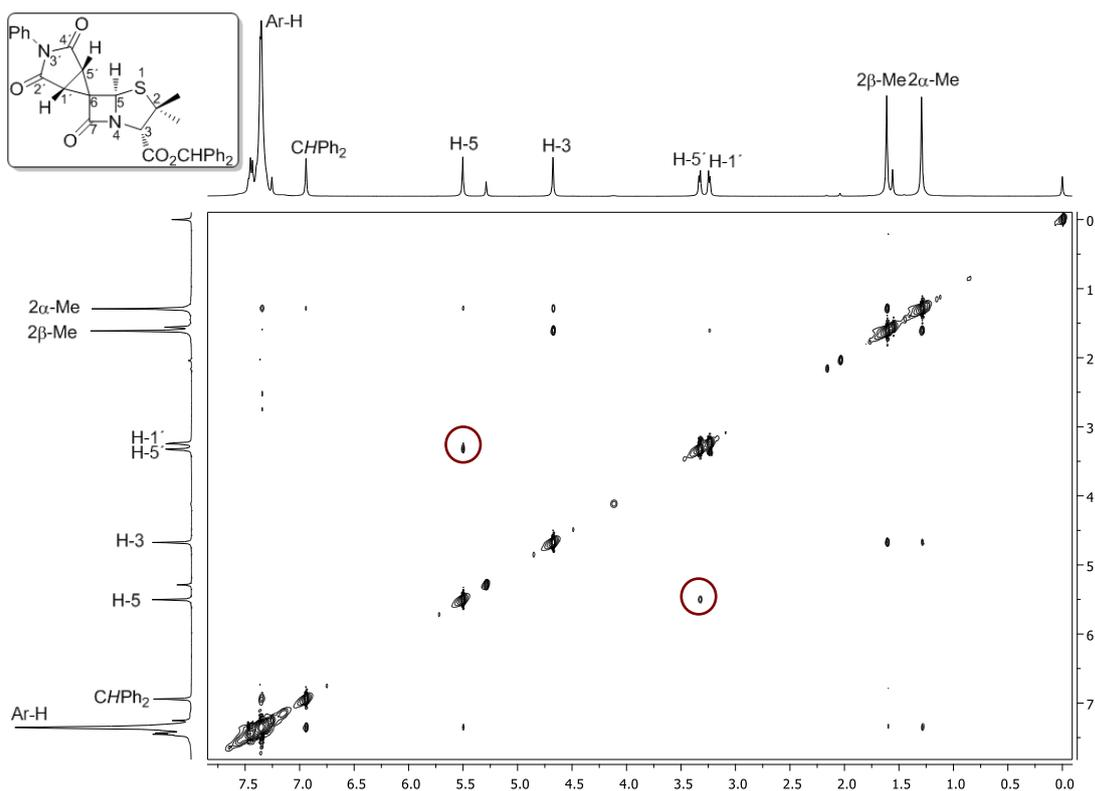 Ph
O
4´
H
N
3´
5´
H
1
S
O
2´
1´
H
6
5
2
7
N
4
3
O
CO₂CHPh₂
Ar-H
CHPh₂
H-5
H-3
H-5´
H-1´
2β-Me
2α-Me
2α-Me
2β-Me
H-1´
H-5´
H-3
H-5
CHPh₂
Ar-H
0
1
2
3
4
5
6
7
7.5 7.0 6.5 6.0 5.5 5.0 4.5 4.0 3.5 3.0 2.5 2.0 1.5 1.0 0.5 0.0